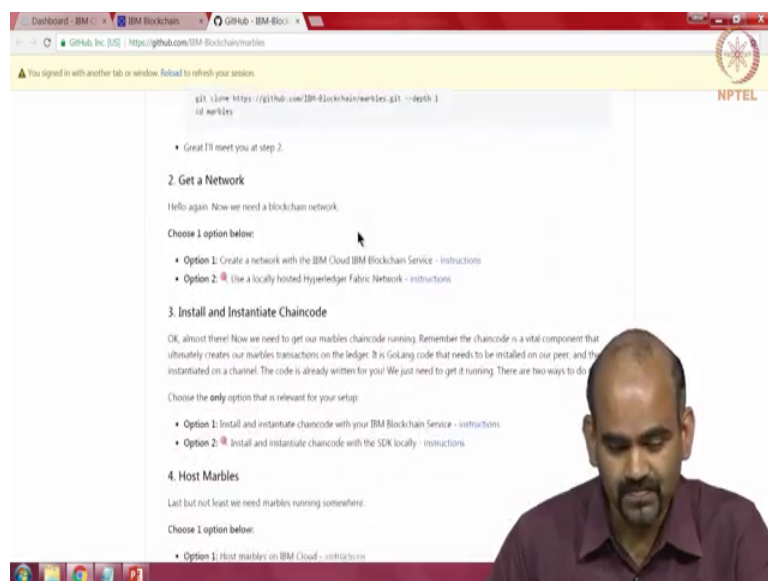 Dashboard - IBM C
IBM Blockchain
GitHub - IBM-Block
GitHub, Inc. [US] | https://github.com/IBM-Blockchain/marbles
You signed in with another tab or window. Reload to refresh your session.
NPTEL
git clone https://github.com/IBM-Blockchain/marbles.git --depth 1
cd marbles
• Great I'll meet you at step 2.
2. Get a Network
Hello again. Now we need a blockchain network.
Choose 1 option below:
• Option 1: Create a network with the IBM Cloud IBM Blockchain Service - instructions
• Option 2: Use a locally hosted Hyperledger Fabric Network - instructions
3. Install and Instantiate Chaincode
OK, almost there! Now we need to get our marbles chaincode running. Remember the chaincode is a vital component that
ultimately creates our marbles transactions on the ledger. It is GoLang code that needs to be installed on our peer, and the
instantiated on a channel. The code is already written for you! We just need to get it running. There are two ways to do
Choose the only option that is relevant for your setup:
• Option 1: Install and instantiate chaincode with your IBM Blockchain Service - instructions
• Option 2: Install and instantiate chaincode with the SDK locally - instructions
4. Host Marbles
Last but not least we need marbles running somewhere.
Choose 1 option below:
• Option 1: Host marbles on IBM Cloud - instructions